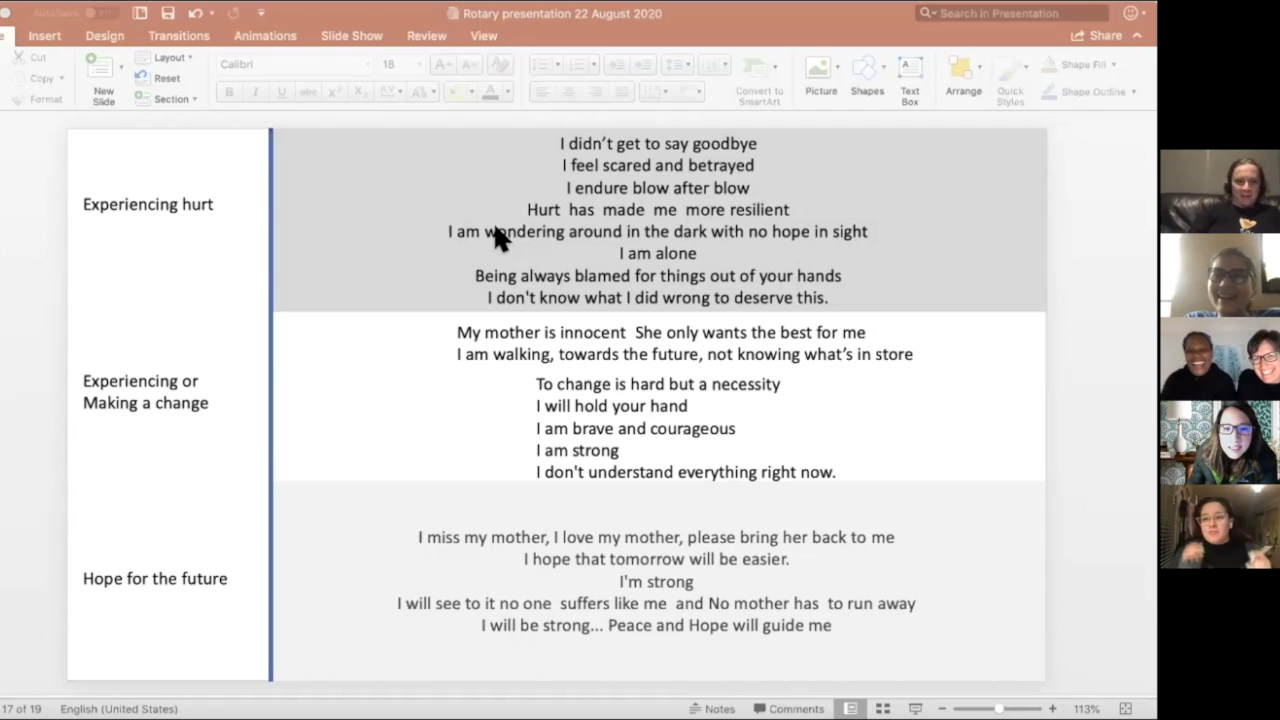 AutoSave
Rotary presentation 22 August 2020
Search in Presentation
Insert Design Transitions Animations Slide Show Review View
Share
Cut
Copy
Format
New
Slide
Layout
Reset
Section
Calibri
18
Convert to
SmartArt
Picture
Shapes
Text
Box
Arrange
Quick
Styles
Shape Fill
Shape Outline
Experiencing hurt
I didn’t get to say goodbye
I feel scared and betrayed
I endure blow after blow
Hurt has made me more resilient
I am wondering around in the dark with no hope in sight
I am alone
Being always blamed for things out of your hands
I don't know what I did wrong to deserve this.
Experiencing or
Making a change
My mother is innocent She only wants the best for me
I am walking, towards the future, not knowing what’s in store
To change is hard but a necessity
I will hold your hand
I am brave and courageous
I am strong
I don't understand everything right now.
Hope for the future
I miss my mother, I love my mother, please bring her back to me
I hope that tomorrow will be easier.
I'm strong
I will see to it no one suffers like me and No mother has to run away
I will be strong... Peace and Hope will guide me
17 of 19
English (United States)
Notes
Comments
113%